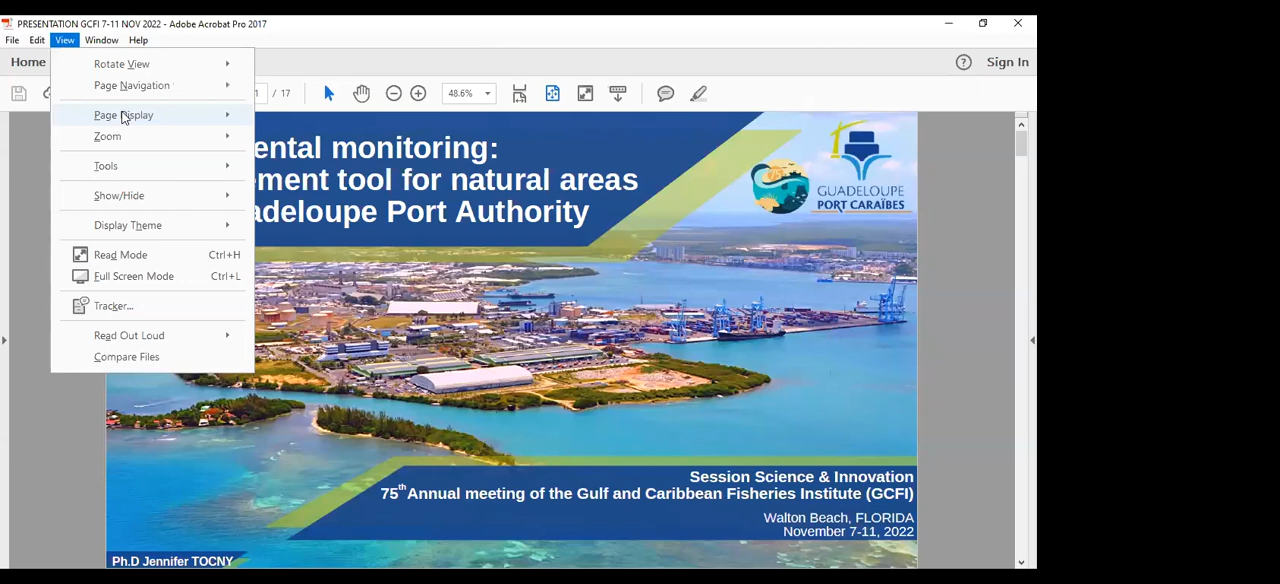 PRESENTATION GCFI 7-11 NOV 2022 - Adobe Acrobat Pro 2017
File Edit View Window Help
Home
Sign In
1 / 17
48.6%
Rotate View
Page Navigation
Page Display
Zoom
Tools
Show/Hide
Display Theme
Read Mode Ctrl+H
Full Screen Mode Ctrl+L
Tracker...
Read Out Loud
Compare Files
ental monitoring:
ement tool for natural areas
adeloupe Port Authority
GUADELOUPE
PORT CARAÏBES
Session Science & Innovation
75th Annual meeting of the Gulf and Caribbean Fisheries Institute (GCFI)
Walton Beach, FLORIDA
November 7-11, 2022
Ph.D Jennifer TOCNY